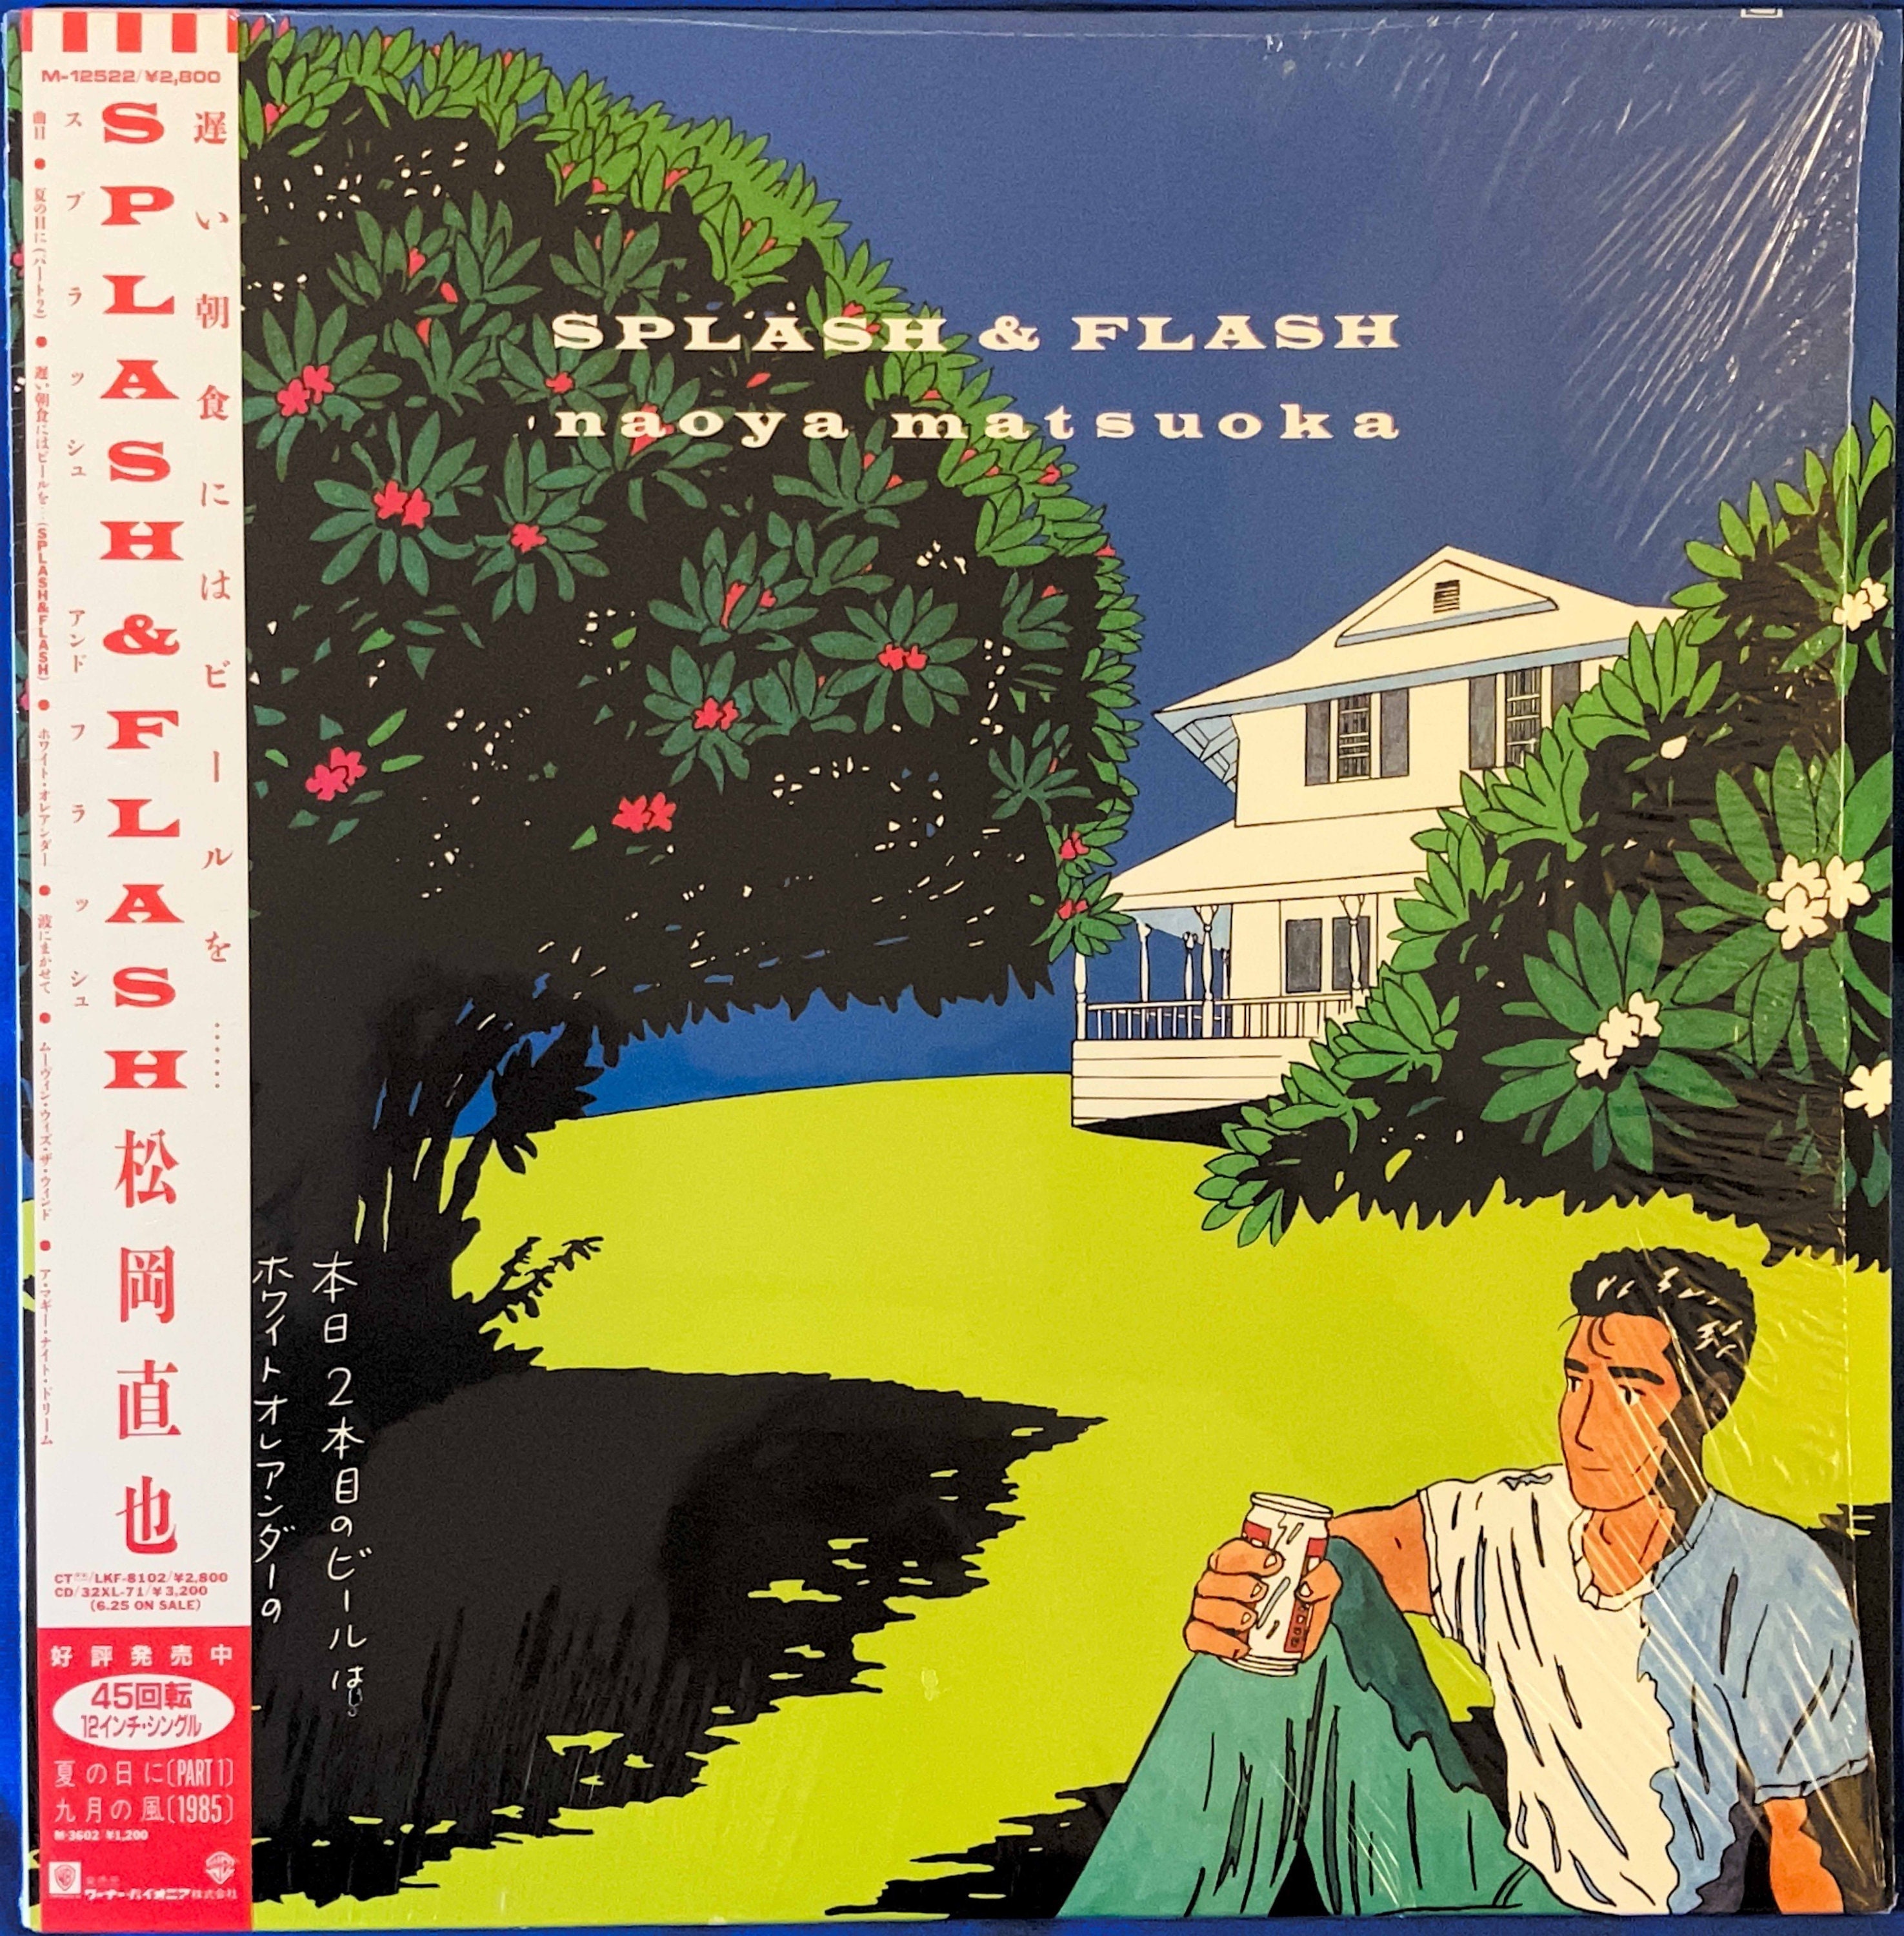 M-12522/¥2,800
遅い朝食にはビールを……
SPLASH & FLASH 松岡直也
スプラッシュ アンド フラッシュ
曲目 ● 夏の日に(パート2) ● 遅い朝食にはビールを…(SPLASH&FLASH) ● ホワイト・オレアンダー ● 波にまかせて ● ムーヴィン・ウィズ・ザ・ウィンド ● ア・マギー・ナイト・ドリーム
CT/LKF-8102/¥2,800
CD/32XL-71/¥3,200
(6.25 ON SALE)
好評発売中
45回転
12インチ・シングル
夏の日に〔PART 1〕
九月の風〔1985〕
M-3602 ¥1,200
ワーナー・パイオニア株式会社
SPLASH & FLASH
naoya matsuoka
本日2本目のビールは、
ホワイトオレアンダーの